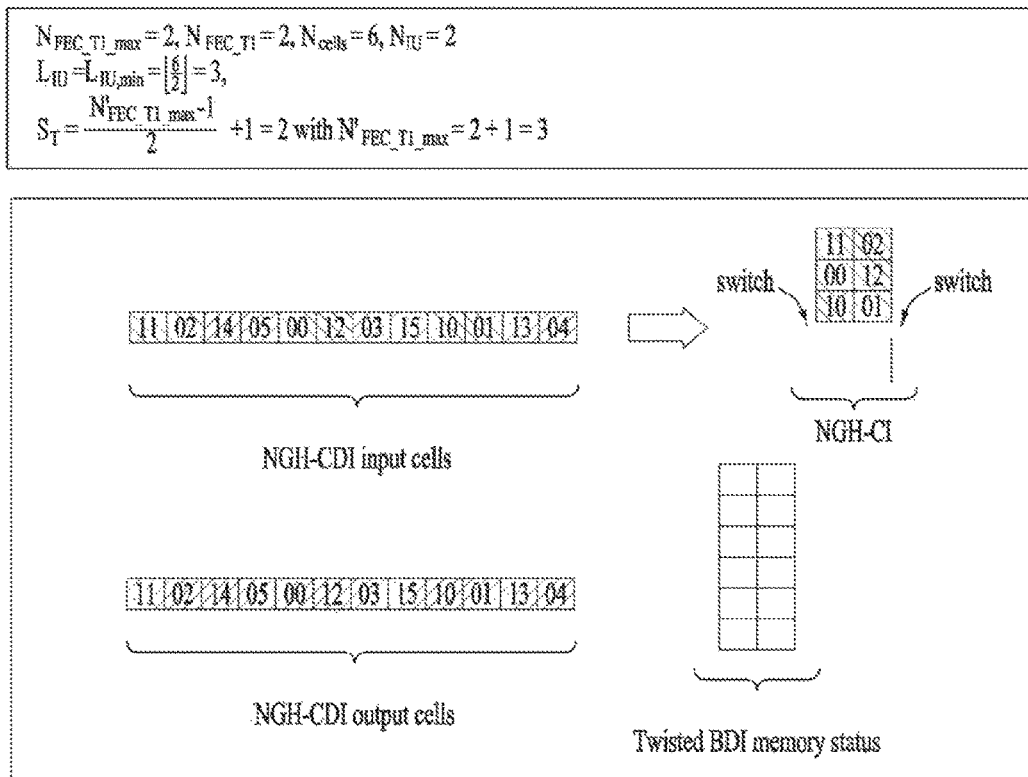 N_FEC_TI_max = 2, N_FEC_TI = 2, N_cells = 6, N_IU = 2
L_IU = L_IU,min = ⌊6/2⌋ = 3,
S_T = (N'_FEC_TI_max - 1)/2 + 1 = 2 with N'_FEC_TI_max = 2 + 1 = 3
11 02
switch 00 12 switch
10 01
11 02 14 05 00 12 03 15 10 01 13 04
NGH-CI
NGH-CDI input cells
11 02 14 05 00 12 03 15 10 01 13 04
NGH-CDI output cells
Twisted BDI memory status